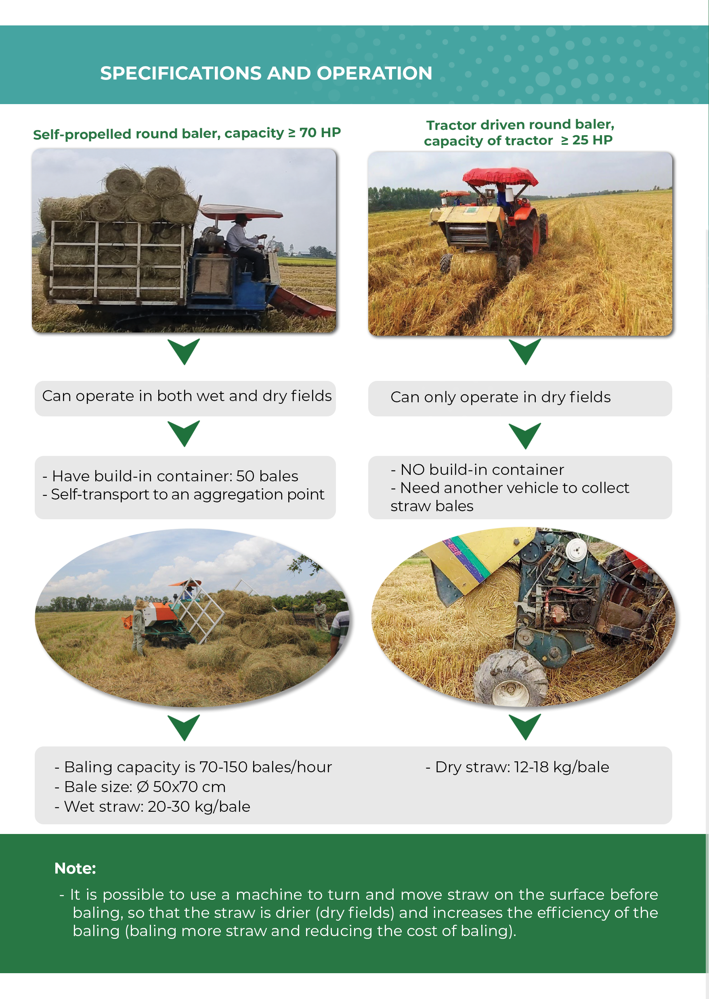 SPECIFICATIONS AND OPERATION
Self-propelled round baler, capacity ≥ 70 HP
Can operate in both wet and dry fields
- Have build-in container: 50 bales
- Self-transport to an aggregation point
Tractor driven round baler,
capacity of tractor ≥ 25 HP
Can only operate in dry fields
- NO build-in container
- Need another vehicle to collect
straw bales
- Baling capacity is 70-150 bales/hour
- Bale size: Ø 50x70 cm
- Wet straw: 20-30 kg/bale
- Dry straw: 12-18 kg/bale
Note:
- It is possible to use a machine to turn and move straw on the surface before
baling, so that the straw is drier (dry fields) and increases the efficiency of the
baling (baling more straw and reducing the cost of baling).